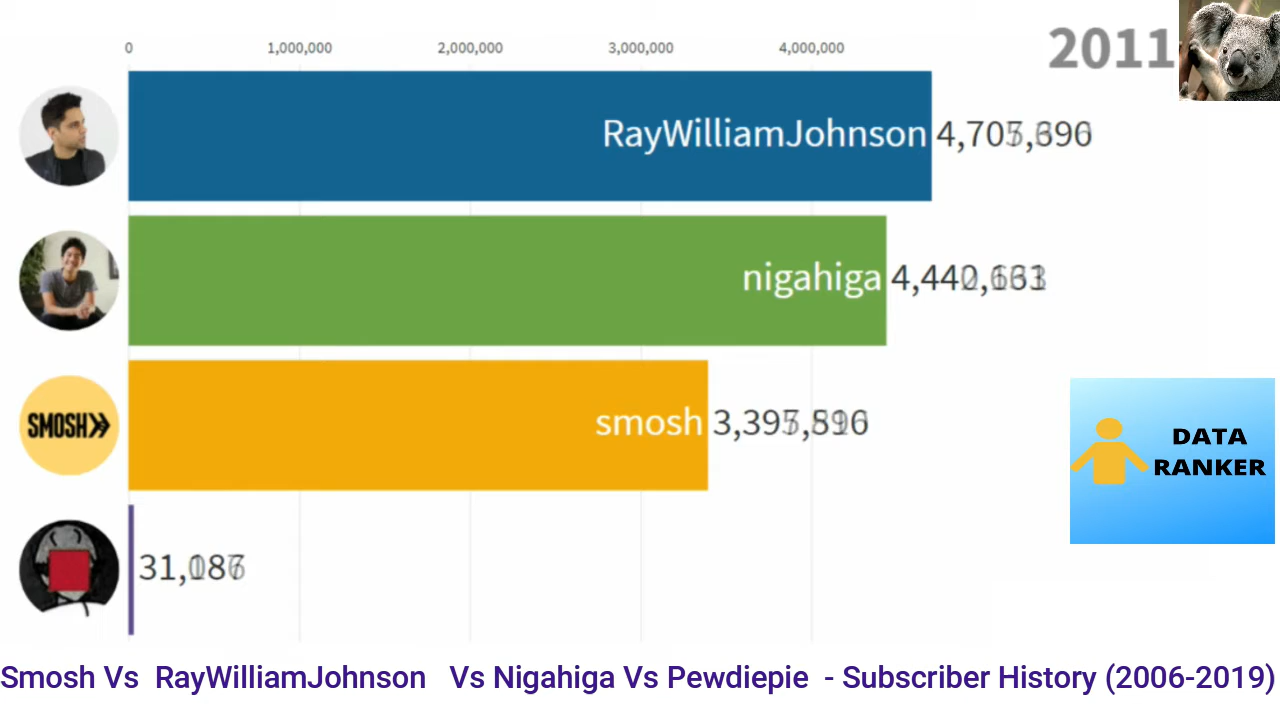 0 1,000,000 2,000,000 3,000,000 4,000,000
2011
RayWilliamJohnson
nigahiga
smosh
SMOSH
DATA
RANKER
Smosh Vs RayWilliamJohnson Vs Nigahiga Vs Pewdiepie - Subscriber History (2006-2019)